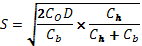 S = √(2C_O D / C_b × C_h / (C_h + C_b))